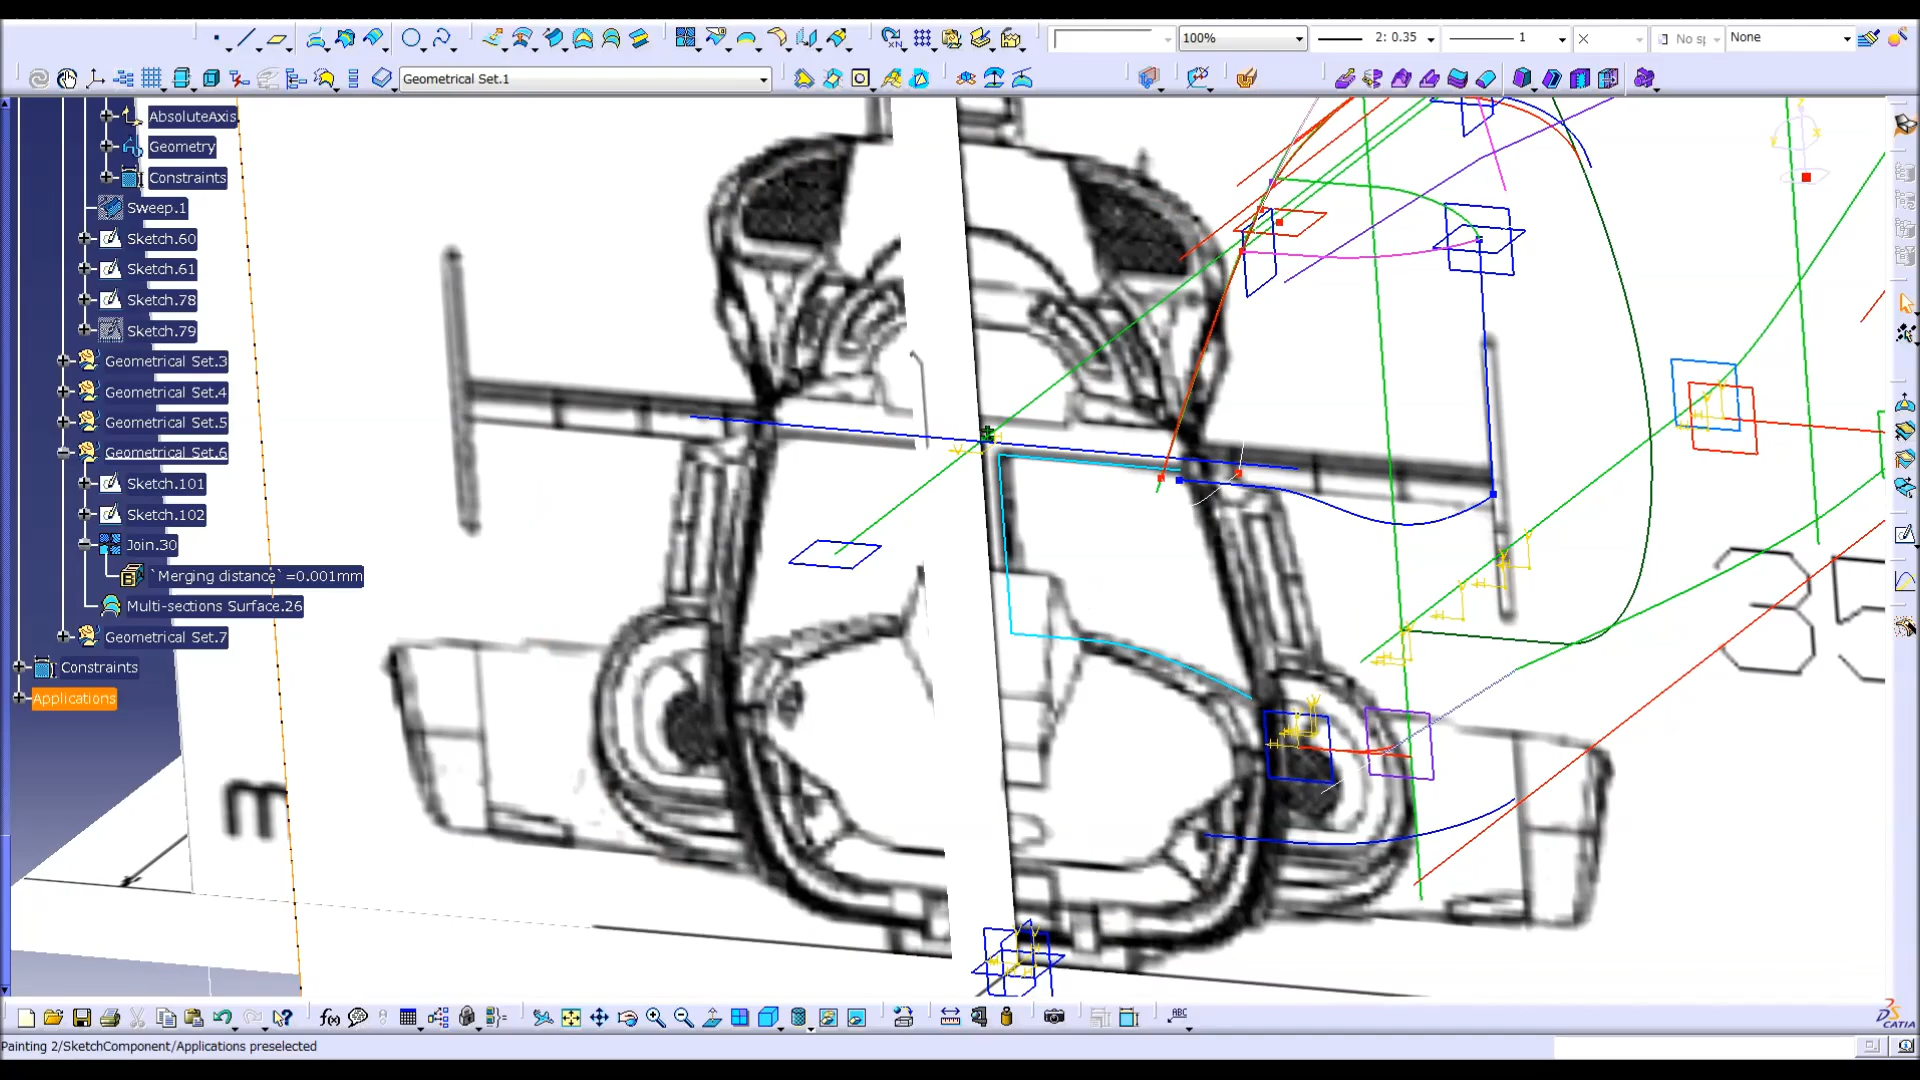 100%
2: 0.35
1
No s
None
Geometrical Set.1
AbsoluteAxis
Geometry
Constraints
Sweep.1
Sketch.60
Sketch.61
Sketch.78
Sketch.79
Geometrical Set.3
Geometrical Set.4
Geometrical Set.5
Geometrical Set.6
Sketch.101
Sketch.102
Join.30
`Merging distance`=0.001mm
Multi-sections Surface.26
Geometrical Set.7
Constraints
Applications
m
f(x)
ABC
CATIA
Painting 2/SketchComponent/Applications preselected